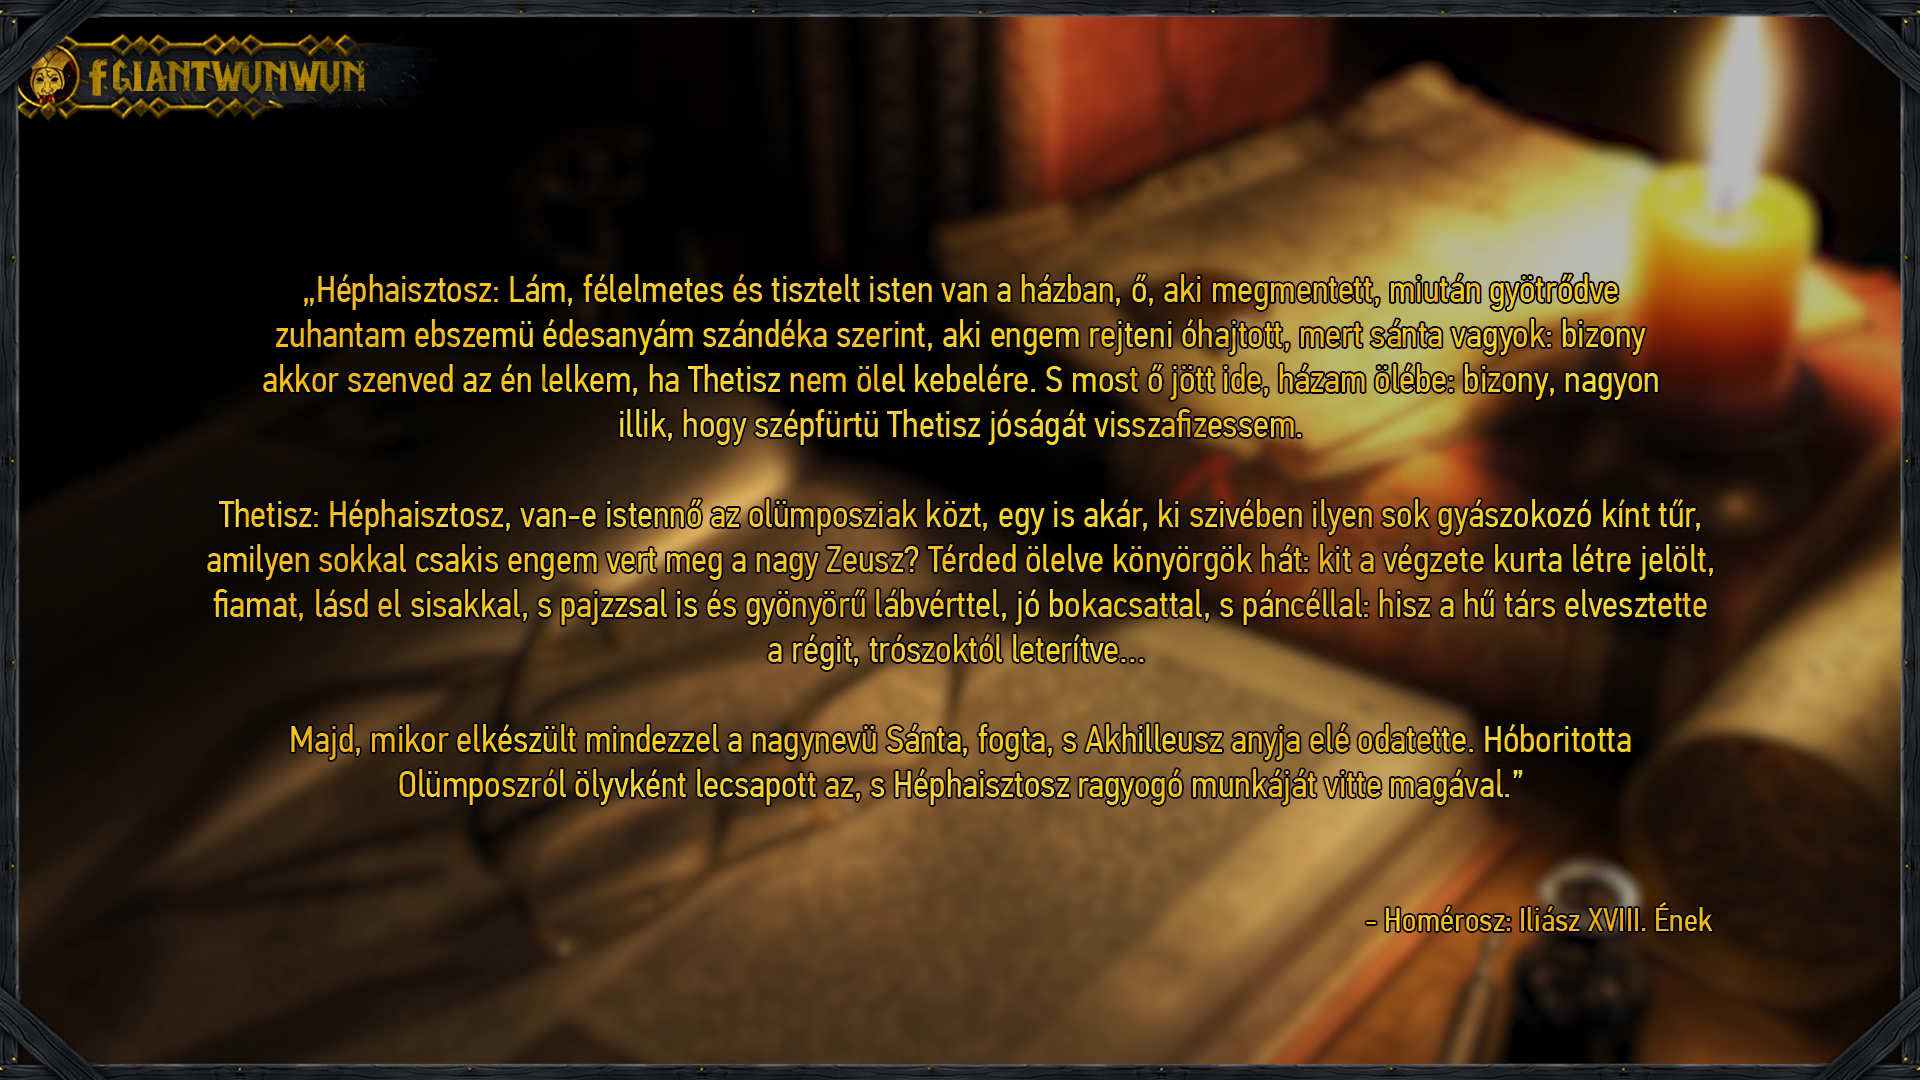 fGIANTWUNWUN
„Héphaisztosz: Lám, félelmetes és tisztelt isten van a házban, ő, aki megmentett, miután gyötrődve
zuhantam ebszemü édesanyám szándéka szerint, aki engem rejteni óhajtott, mert sánta vagyok: bizony
akkor szenved az én lelkem, ha Thetisz nem ölel kebelére. S most ő jött ide, házam ölébe: bizony, nagyon
illik, hogy szépfürtü Thetisz jóságát visszafizessem.
Thetisz: Héphaisztosz, van-e istennő az olümposziak közt, egy is akár, ki szivében ilyen sok gyászokozó kínt tűr,
amilyen sokkal csakis engem vert meg a nagy Zeusz? Térded ölelve könyörgök hát: kit a végzete kurta létre jelölt,
fiamat, lásd el sisakkal, s pajzzsal is és gyönyörű lábvérttel, jó bokacsattal, s páncéllal: hisz a hű társ elvesztette
a régit, trószoktól leterítve...
Majd, mikor elkészült mindezzel a nagynevü Sánta, fogta, s Akhilleusz anyja elé odatette. Hóboritotta
Olümposzról ölyvként lecsapott az, s Héphaisztosz ragyogó munkáját vitte magával.”
- Homérosz: Iliász XVIII. Ének